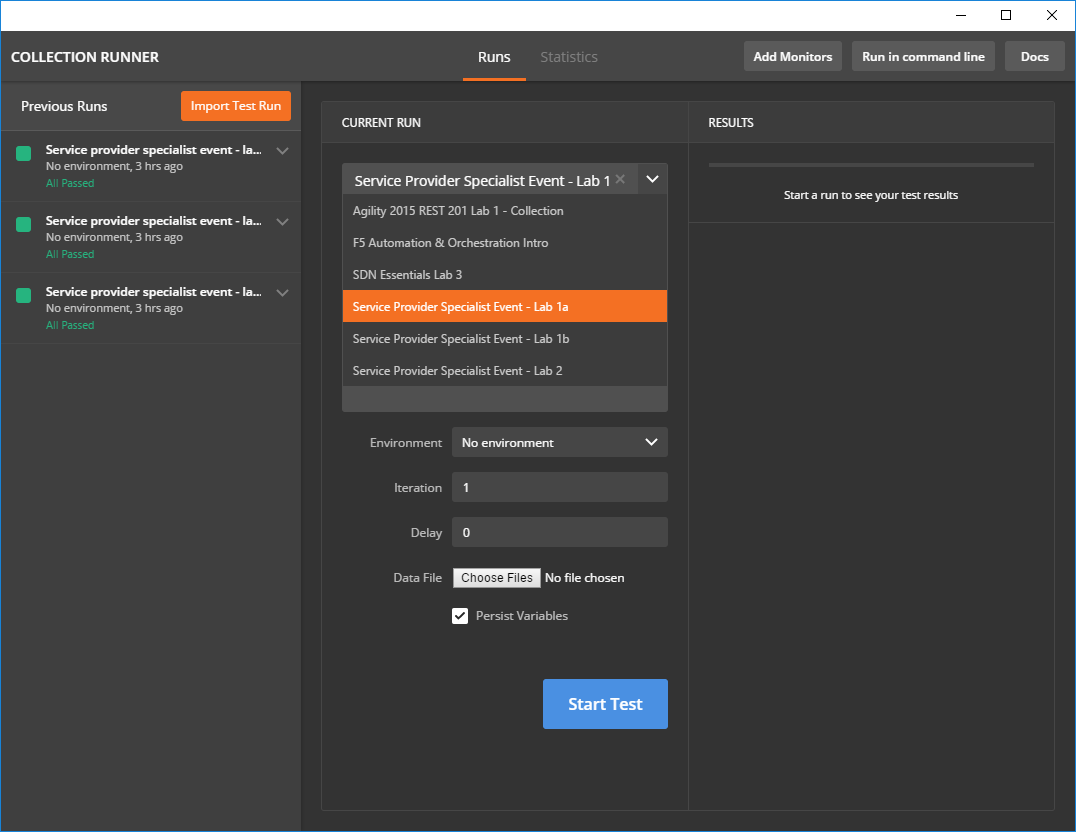 COLLECTION RUNNER
Runs
Statistics
Add Monitors
Run in command line
Docs
Previous Runs
Import Test Run
Service provider specialist event - la...
No environment, 3 hrs ago
All Passed
Service provider specialist event - la...
No environment, 3 hrs ago
All Passed
Service provider specialist event - la...
No environment, 3 hrs ago
All Passed
CURRENT RUN
Service Provider Specialist Event - Lab 1
Agility 2015 REST 201 Lab 1 - Collection
F5 Automation & Orchestration Intro
SDN Essentials Lab 3
Service Provider Specialist Event - Lab 1a
Service Provider Specialist Event - Lab 1b
Service Provider Specialist Event - Lab 2
Environment No environment
Iteration 1
Delay 0
Data File Choose Files No file chosen
Persist Variables
Start Test
RESULTS
Start a run to see your test results